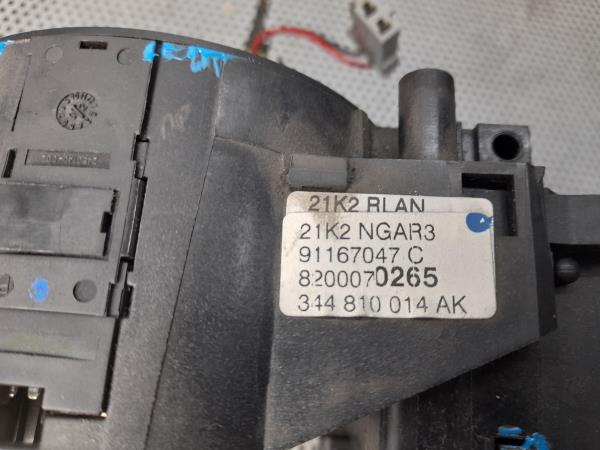 21K2 RLAN
21K2 NGAR3
91167047 C
8200070265
344 810 014 AK